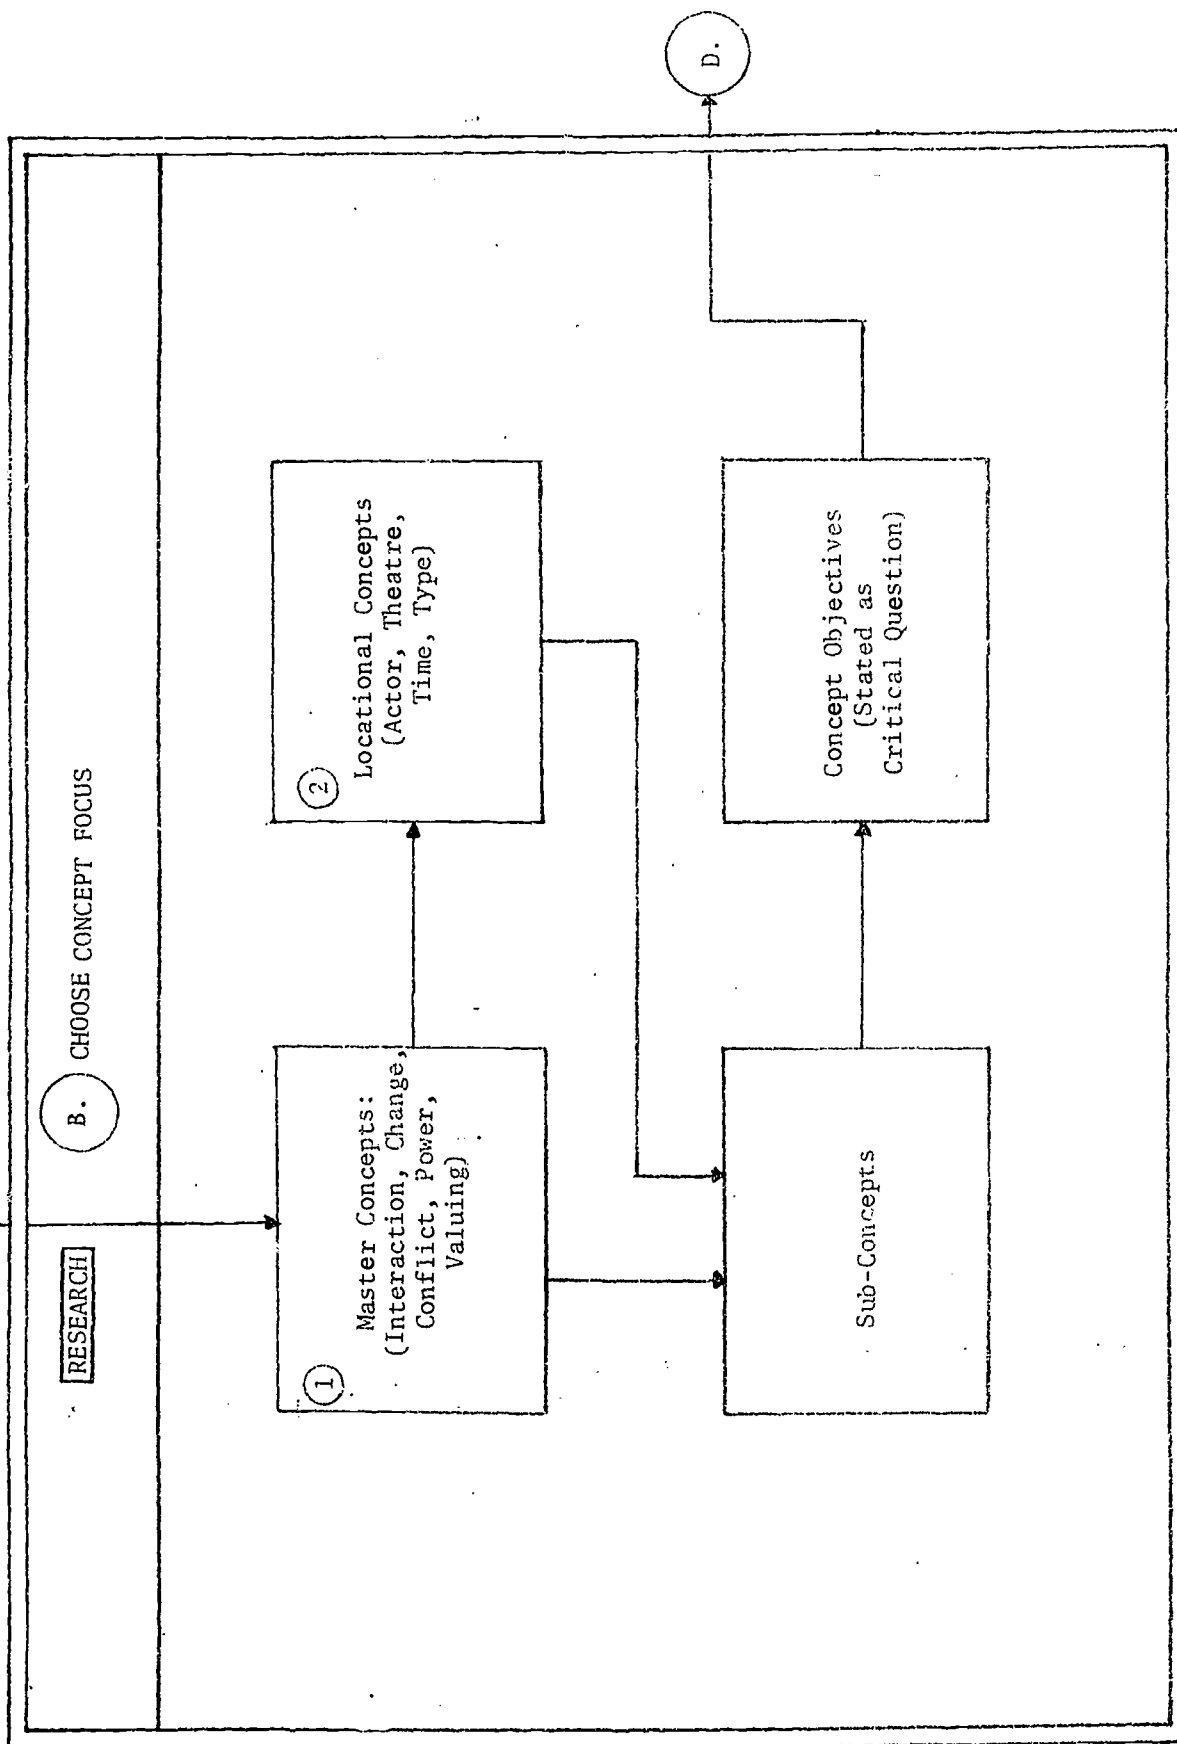 RESEARCH
B. CHOOSE CONCEPT FOCUS
1
Master Concepts:
(Interaction, Change,
Conflict, Power,
Valuing)
2
Locational Concepts
(Actor, Theatre,
Time, Type)
Sub-Concepts
Concept Objectives
(Stated as
Critical Question)
D.